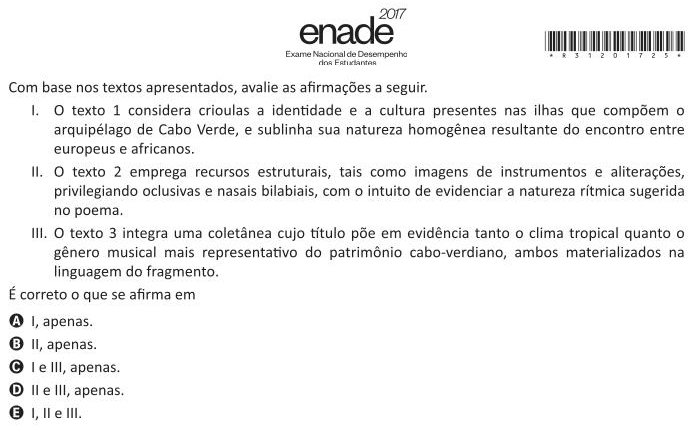 2017
enade
Exame Nacional de Desempenho
dos Estudantes
* R 3 1 2 0 1 7 2 5 *
Com base nos textos apresentados, avalie as afirmações a seguir.
I. O texto 1 considera crioulas a identidade e a cultura presentes nas ilhas que compõem o
arquipélago de Cabo Verde, e sublinha sua natureza homogênea resultante do encontro entre
europeus e africanos.
II. O texto 2 emprega recursos estruturais, tais como imagens de instrumentos e aliterações,
privilegiando oclusivas e nasais bilabiais, com o intuito de evidenciar a natureza rítmica sugerida
no poema.
III. O texto 3 integra uma coletânea cujo título põe em evidência tanto o clima tropical quanto o
gênero musical mais representativo do patrimônio cabo-verdiano, ambos materializados na
linguagem do fragmento.
É correto o que se afirma em
A I, apenas.
B II, apenas.
C I e III, apenas.
D II e III, apenas.
E I, II e III.